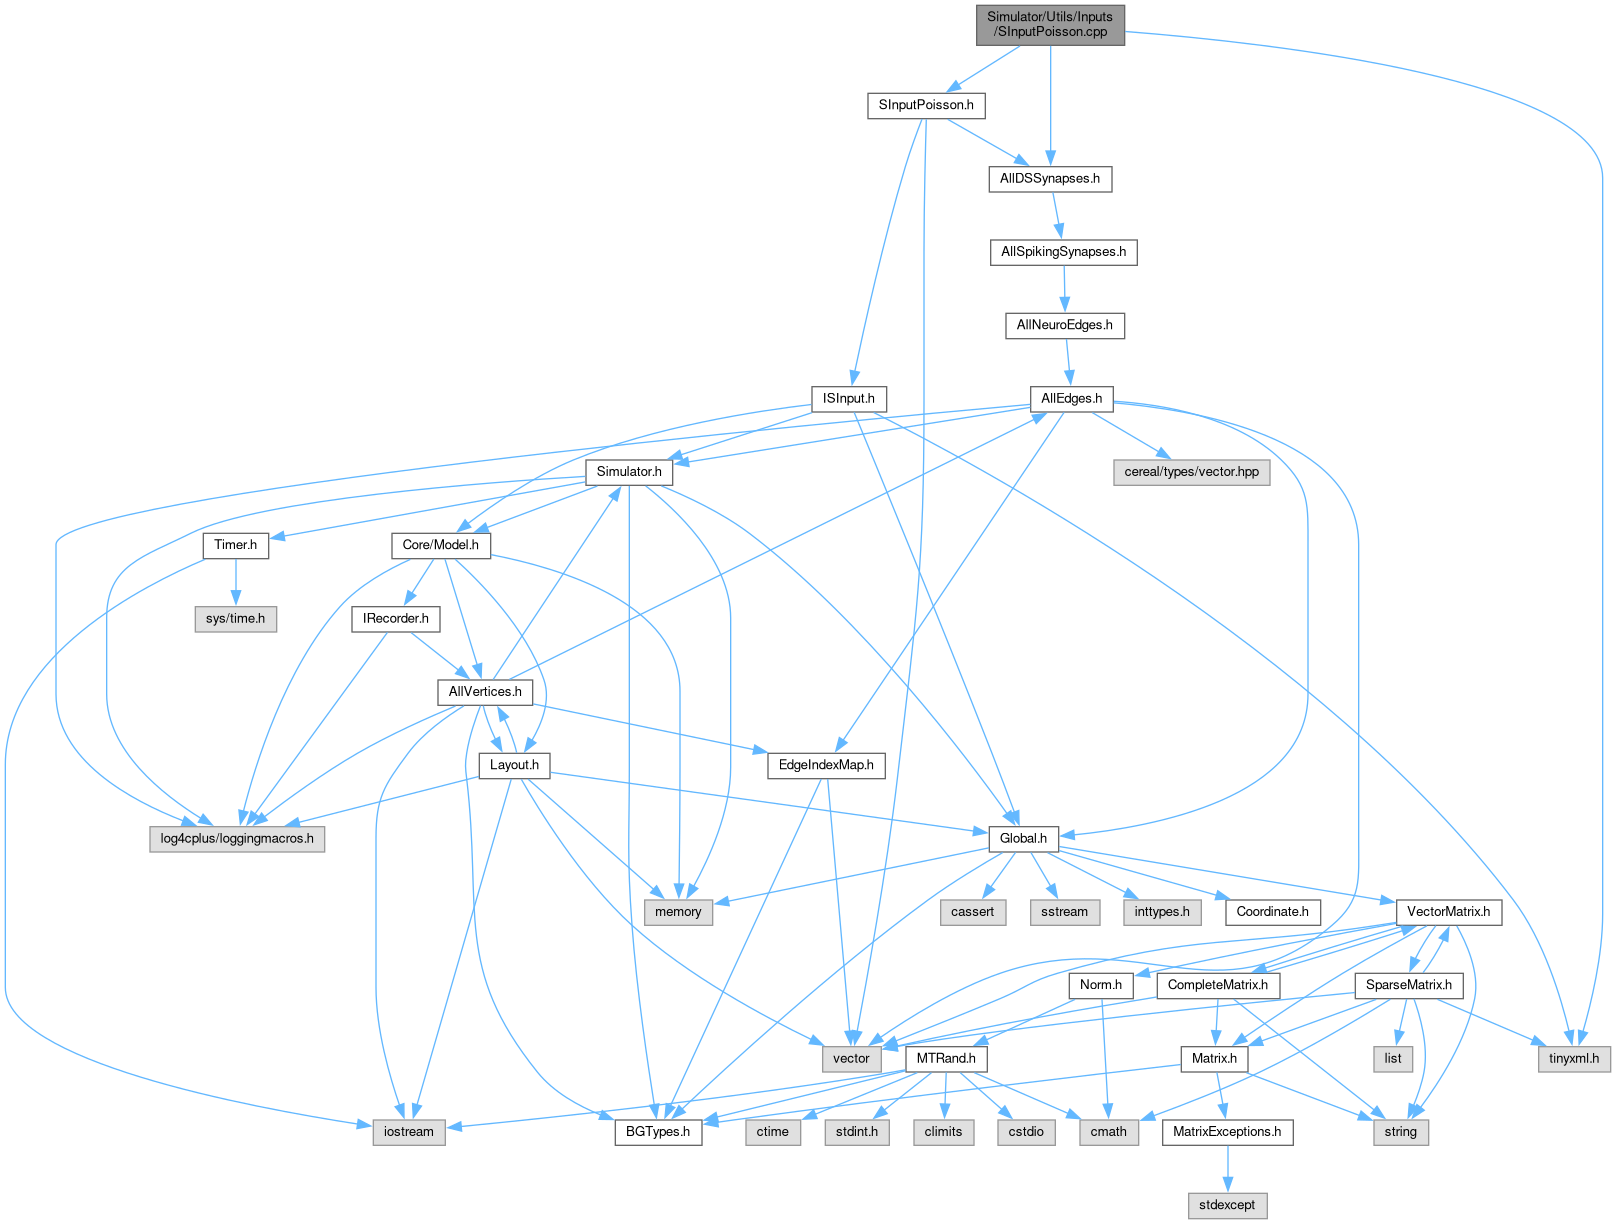 Simulator/Utils/Inputs
/SInputPoisson.cpp
SInputPoisson.h
AllDSSynapses.h
AllSpikingSynapses.h
AllNeuroEdges.h
ISInput.h
AllEdges.h
Simulator.h
cereal/types/vector.hpp
Timer.h
Core/Model.h
sys/time.h
IRecorder.h
AllVertices.h
Layout.h
EdgeIndexMap.h
log4cplus/loggingmacros.h
Global.h
memory
cassert
sstream
inttypes.h
Coordinate.h
VectorMatrix.h
Norm.h
CompleteMatrix.h
SparseMatrix.h
vector
MTRand.h
Matrix.h
list
tinyxml.h
iostream
BGTypes.h
ctime
stdint.h
climits
cstdio
cmath
MatrixExceptions.h
string
stdexcept